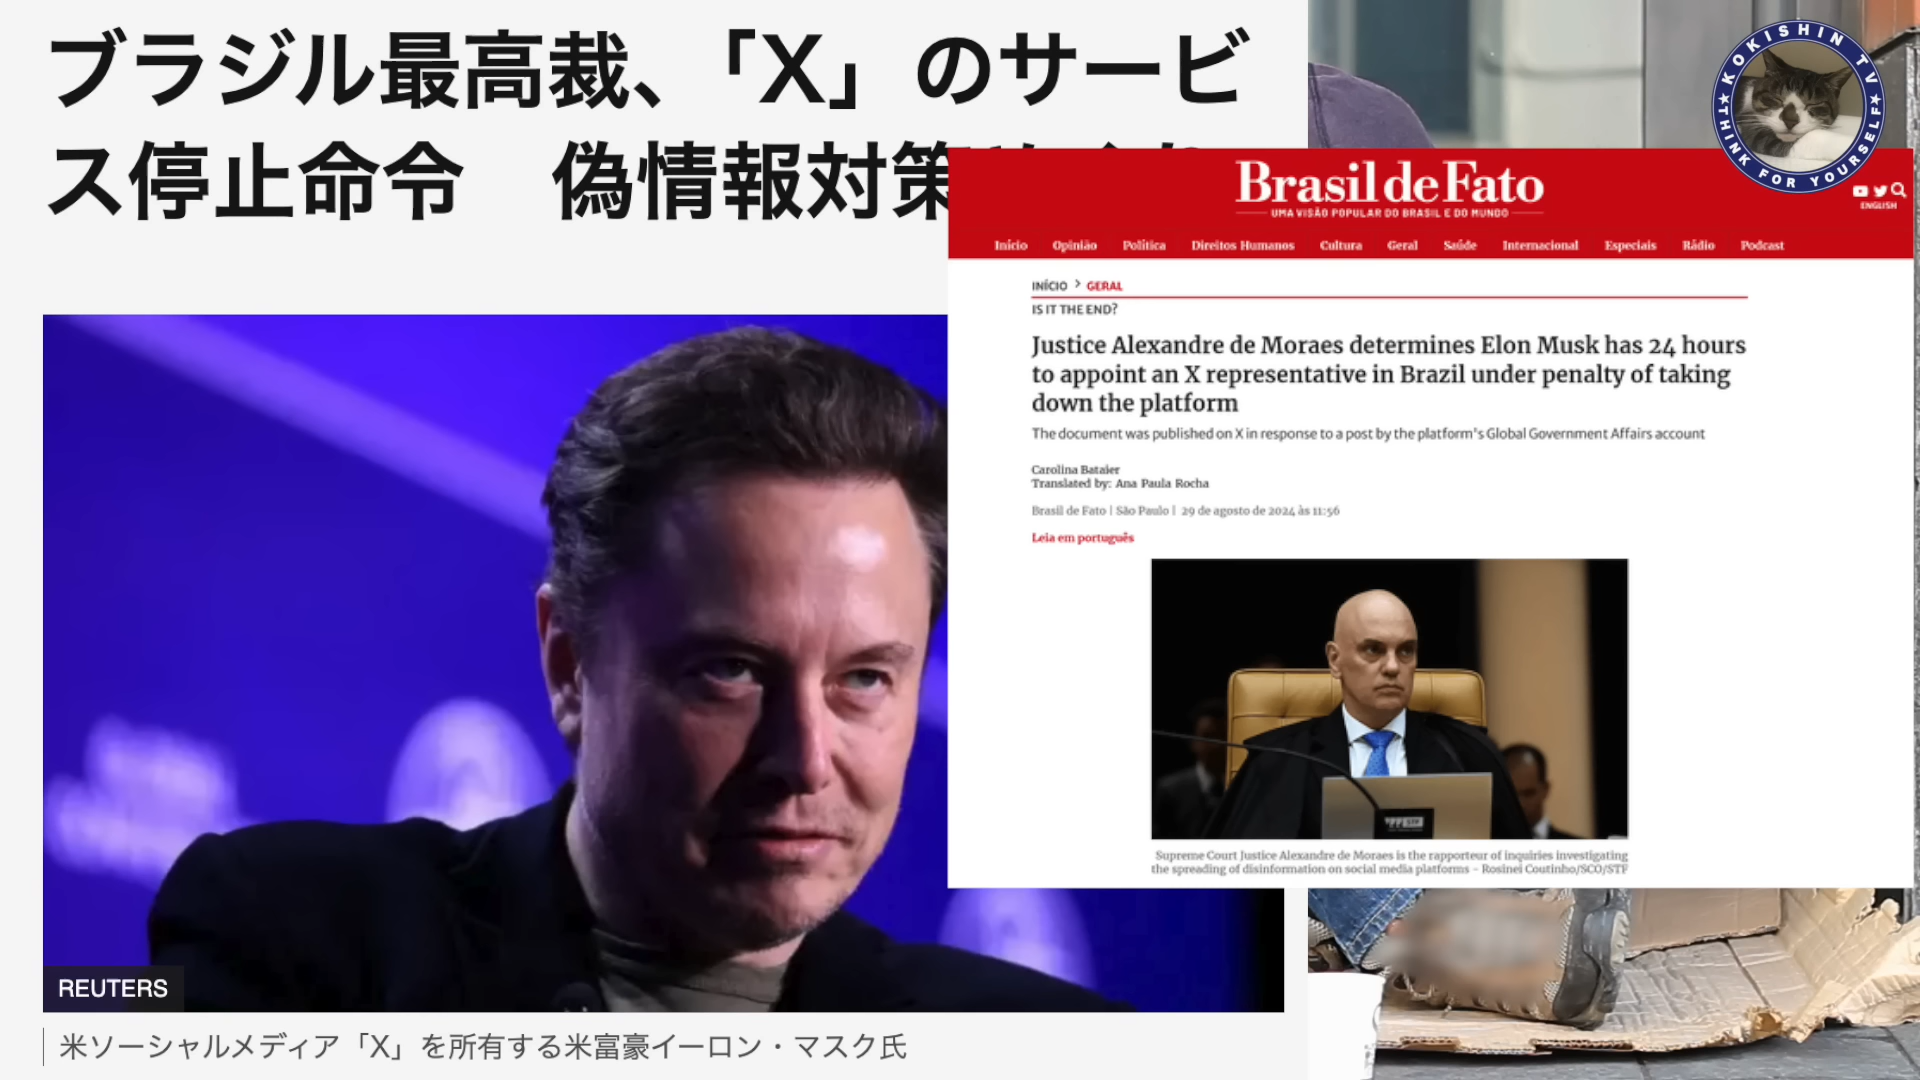 ブラジル最高裁、「X」のサービ
ス停止命令　偽情報対策
KOKISHIN TV
★THINK FOR YOURSELF★
Brasil de Fato
UMA VISÃO POPULAR DO BRASIL E DO MUNDO
ENGLISH
Início Opinião Política Direitos Humanos Cultura Geral Saúde Internacional Especiais Rádio Podcast
INÍCIO > GERAL
IS IT THE END?
Justice Alexandre de Moraes determines Elon Musk has 24 hours
to appoint an X representative in Brazil under penalty of taking
down the platform
The document was published on X in response to a post by the platform's Global Government Affairs account
Carolina Bataier
Translated by: Ana Paula Rocha
Brasil de Fato | São Paulo | 29 de agosto de 2024 às 11:56
Leia em português
Supreme Court Justice Alexandre de Moraes is the rapporteur of inquiries investigating
the spreading of disinformation on social media platforms - Rosinei Coutinho/SCO/STF
REUTERS
米ソーシャルメディア「X」を所有する米富豪イーロン・マスク氏